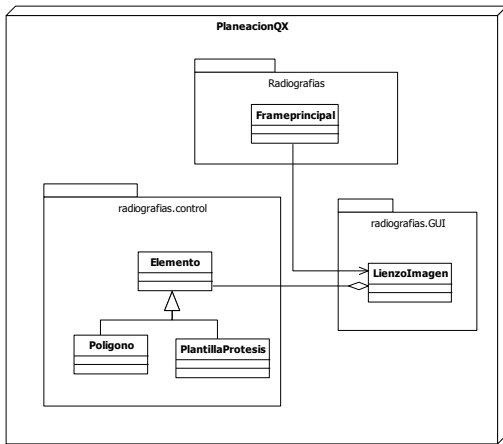 PlaneacionQX
Radiografias
Frameprincipal
radiografias.control
Elemento
Poligono
PlantillaProtesis
radiografias.GUI
LienzoImagen